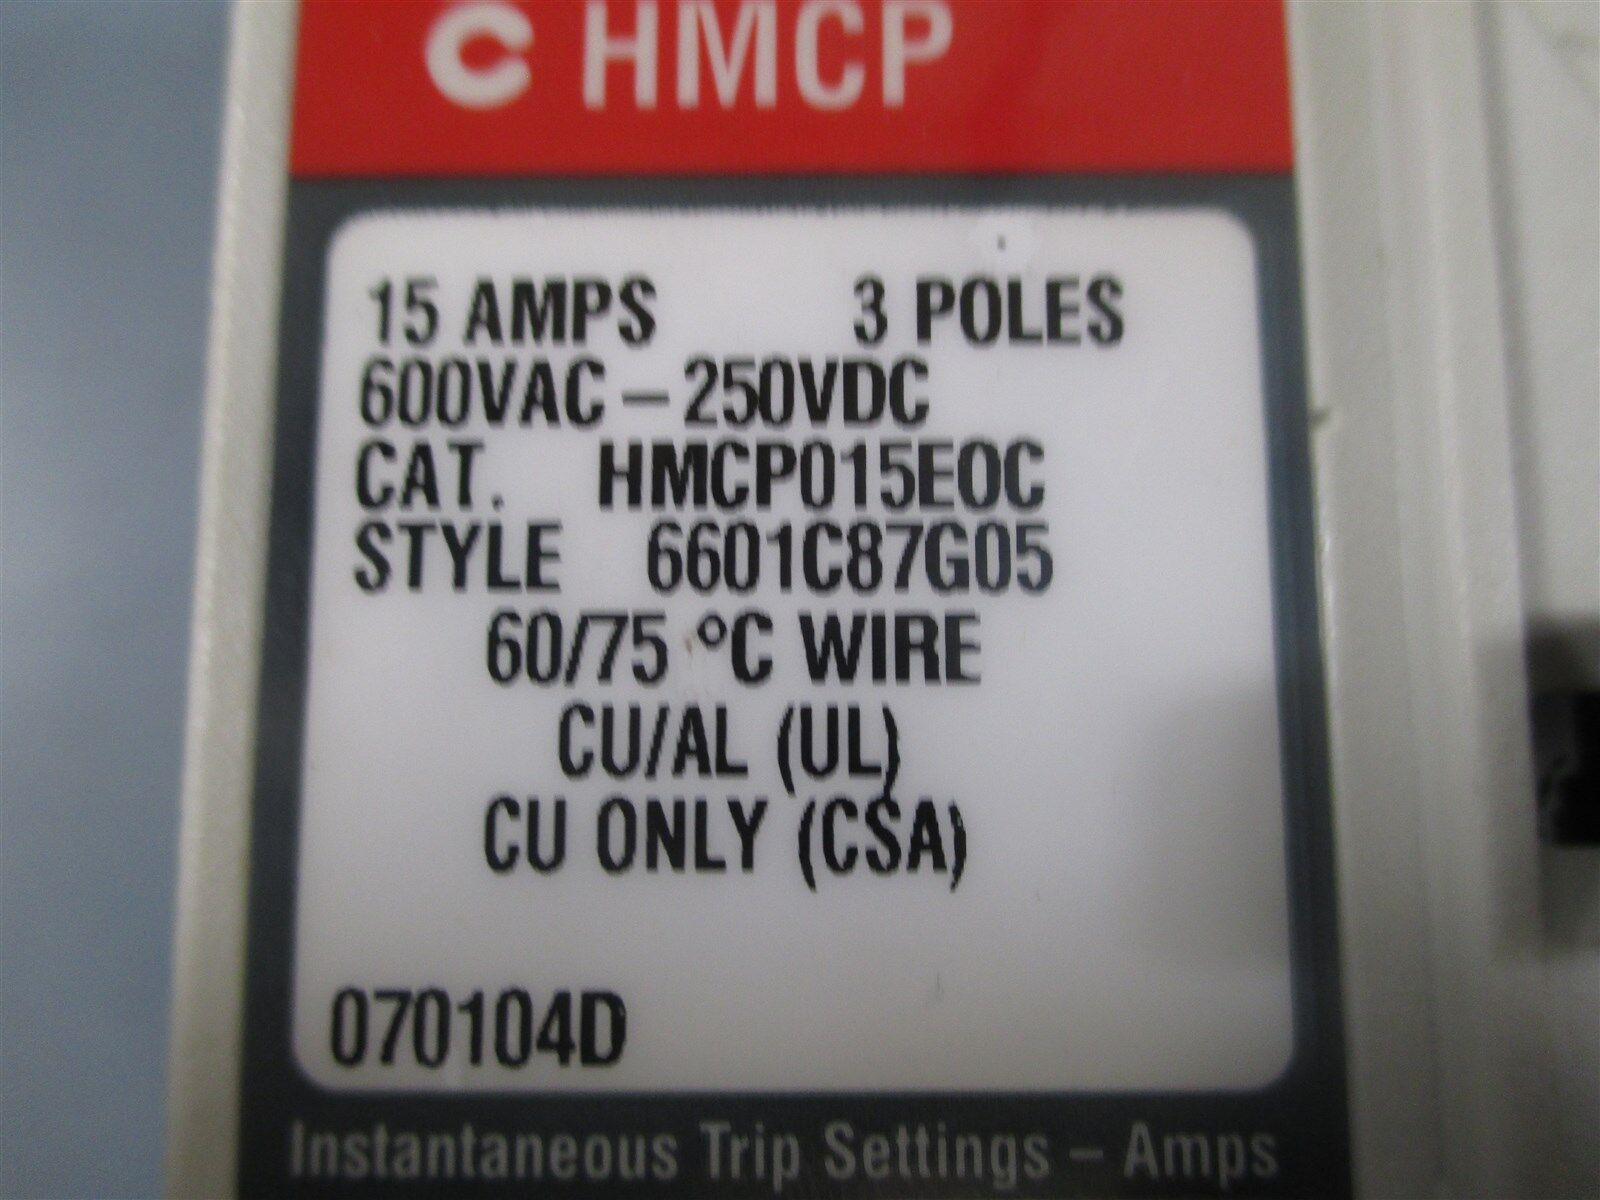 C HMCP
15 AMPS 3 POLES
600VAC – 250VDC
CAT. HMCP015E0C
STYLE 6601C87G05
60/75 °C WIRE
CU/AL (UL)
CU ONLY (CSA)
070104D
Instantaneous Trip Settings – Amps